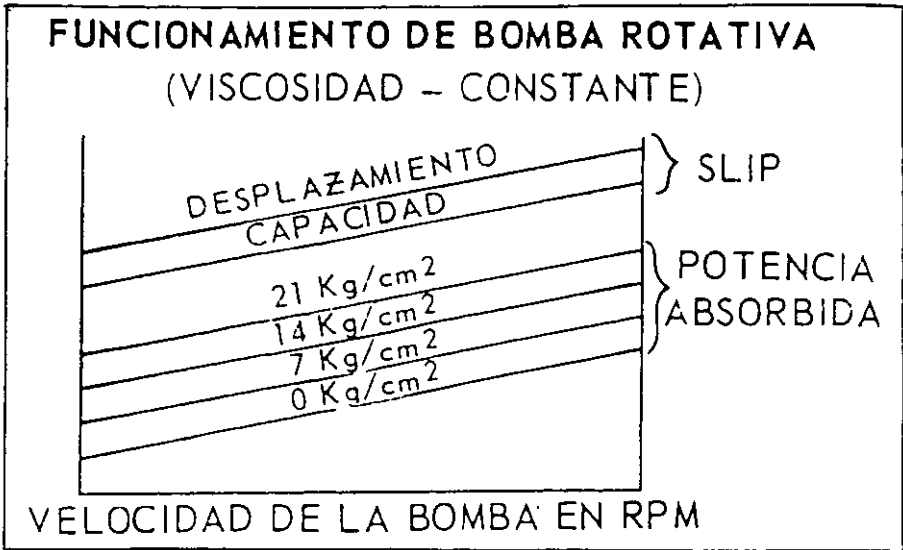 FUNCIONAMIENTO DE BOMBA ROTATIVA
(VISCOSIDAD – CONSTANTE)
DESPLAZAMIENTO
CAPACIDAD
SLIP
21 Kg/cm2
14 Kg/cm2
7 Kg/cm2
0 Kg/cm2
POTENCIA
ABSORBIDA
VELOCIDAD DE LA BOMBA EN RPM